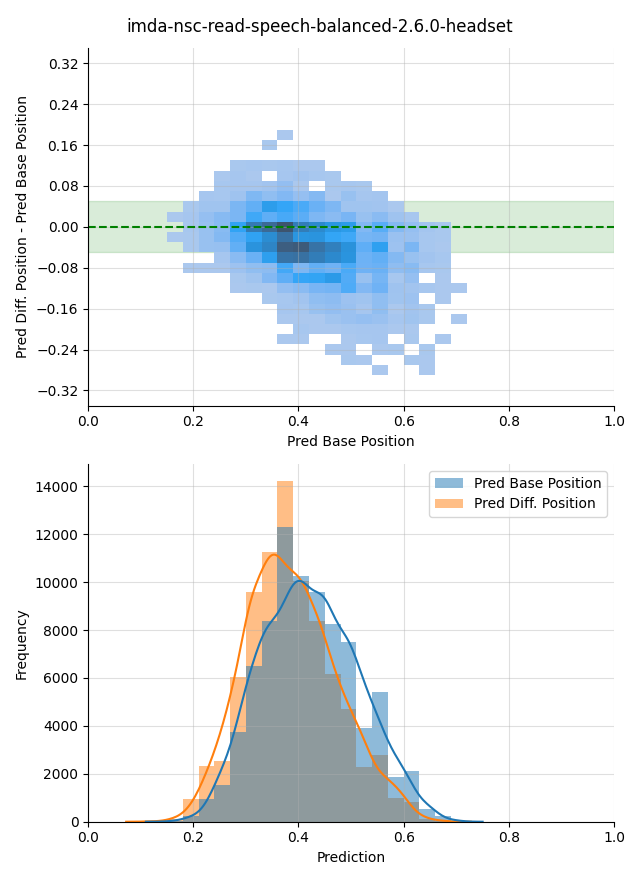 imda-nsc-read-speech-balanced-2.6.0-headset
Pred Diff. Position - Pred Base Position
0.32
0.24
0.16
0.08
0.00
−0.08
−0.16
−0.24
−0.32
0.0 0.2 0.4 0.6 0.8 1.0
Pred Base Position
Frequency
14000
12000
10000
8000
6000
4000
2000
0
Pred Base Position
Pred Diff. Position
0.0 0.2 0.4 0.6 0.8 1.0
Prediction